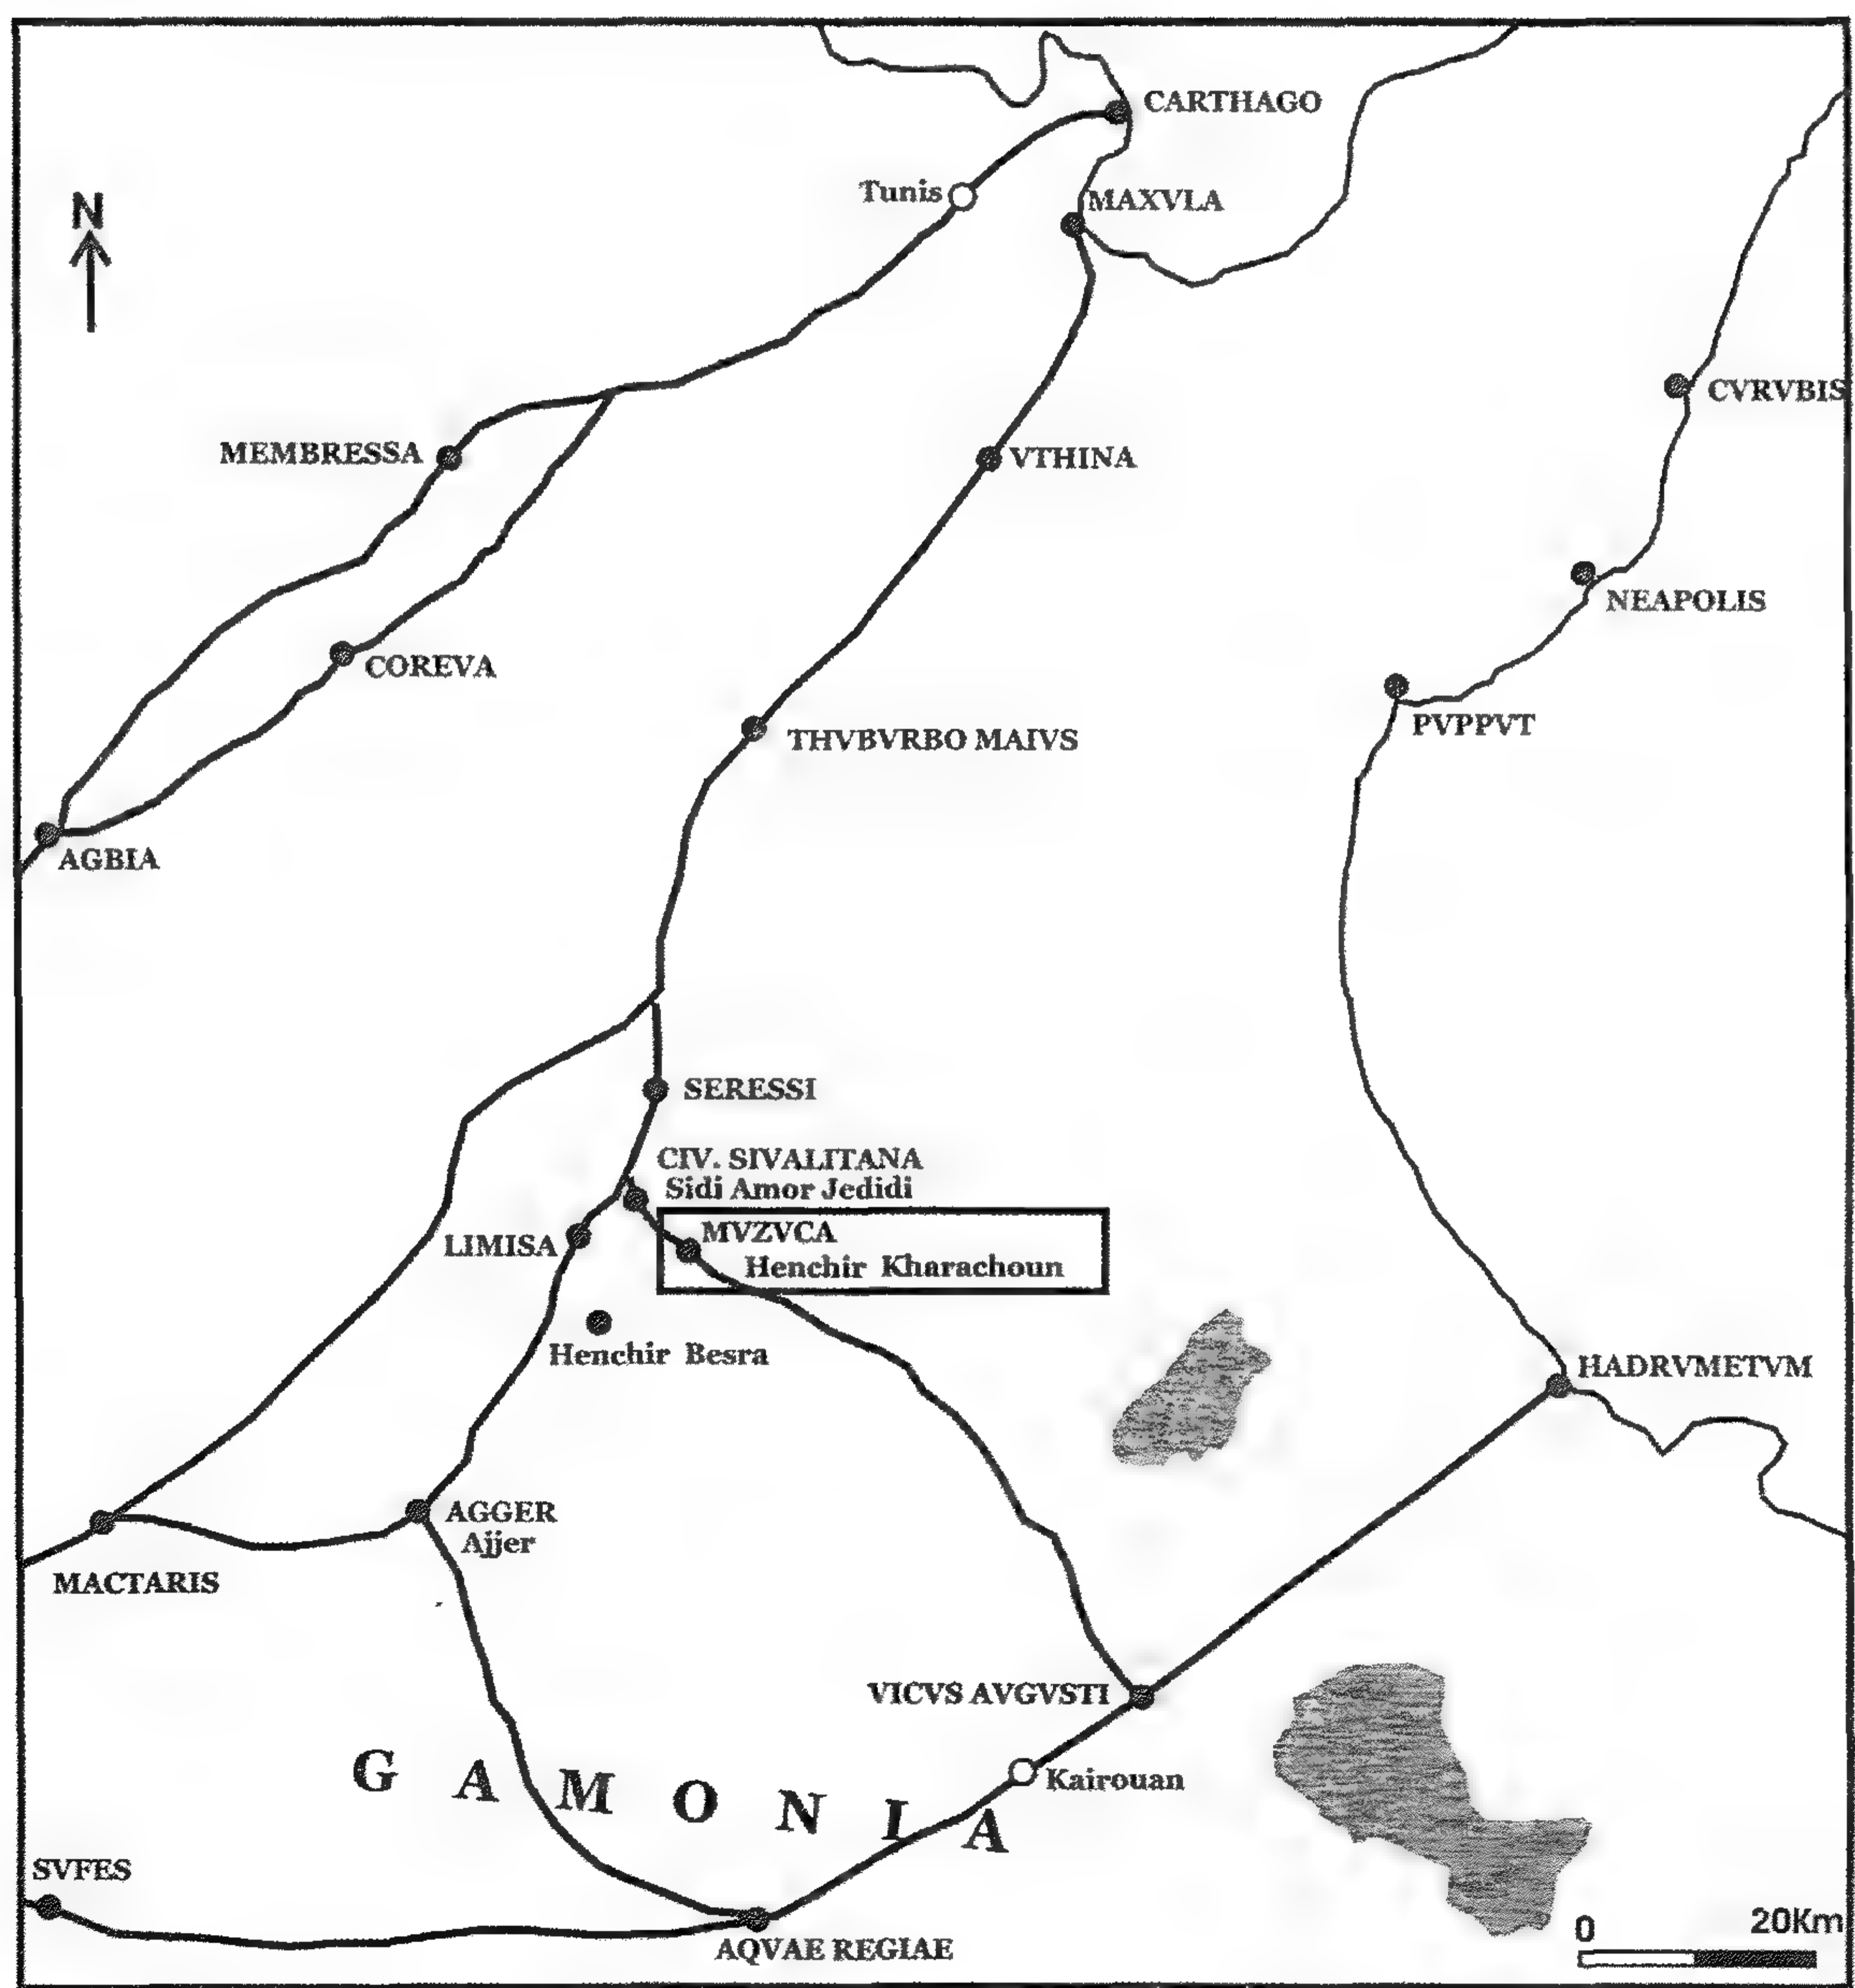 CARTHAGO
Tunis
MAXVLA
N
CVRVBIS
MEMBRESSA
VTHINA
NEAPOLIS
COREVA
PVPPVT
THVBVRBO MAIVS
AGBIA
SERESSI
CIV. SIVALITANA
Sidi Amor Jedidi
MVZVCA
Henchir Kharachoun
LIMISA
Henchir Besra
HADRVMETVM
AGGER
Ajjer
MACTARIS
VICVS AVGVSTI
GAMONIA
Kairouan
SVFES
AQVAE REGIAE
0 20Km